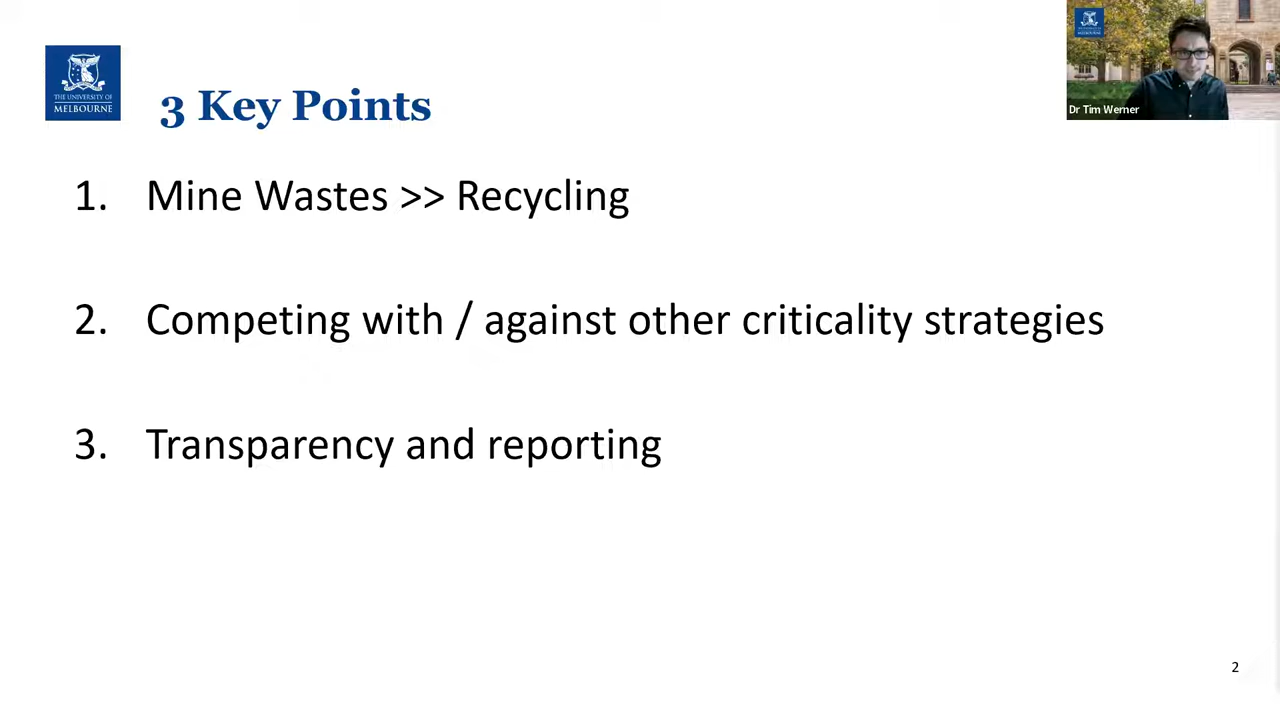 THE UNIVERSITY OF
MELBOURNE
3 Key Points
Dr Tim Werner
1. Mine Wastes >> Recycling
2. Competing with / against other criticality strategies
3. Transparency and reporting
2